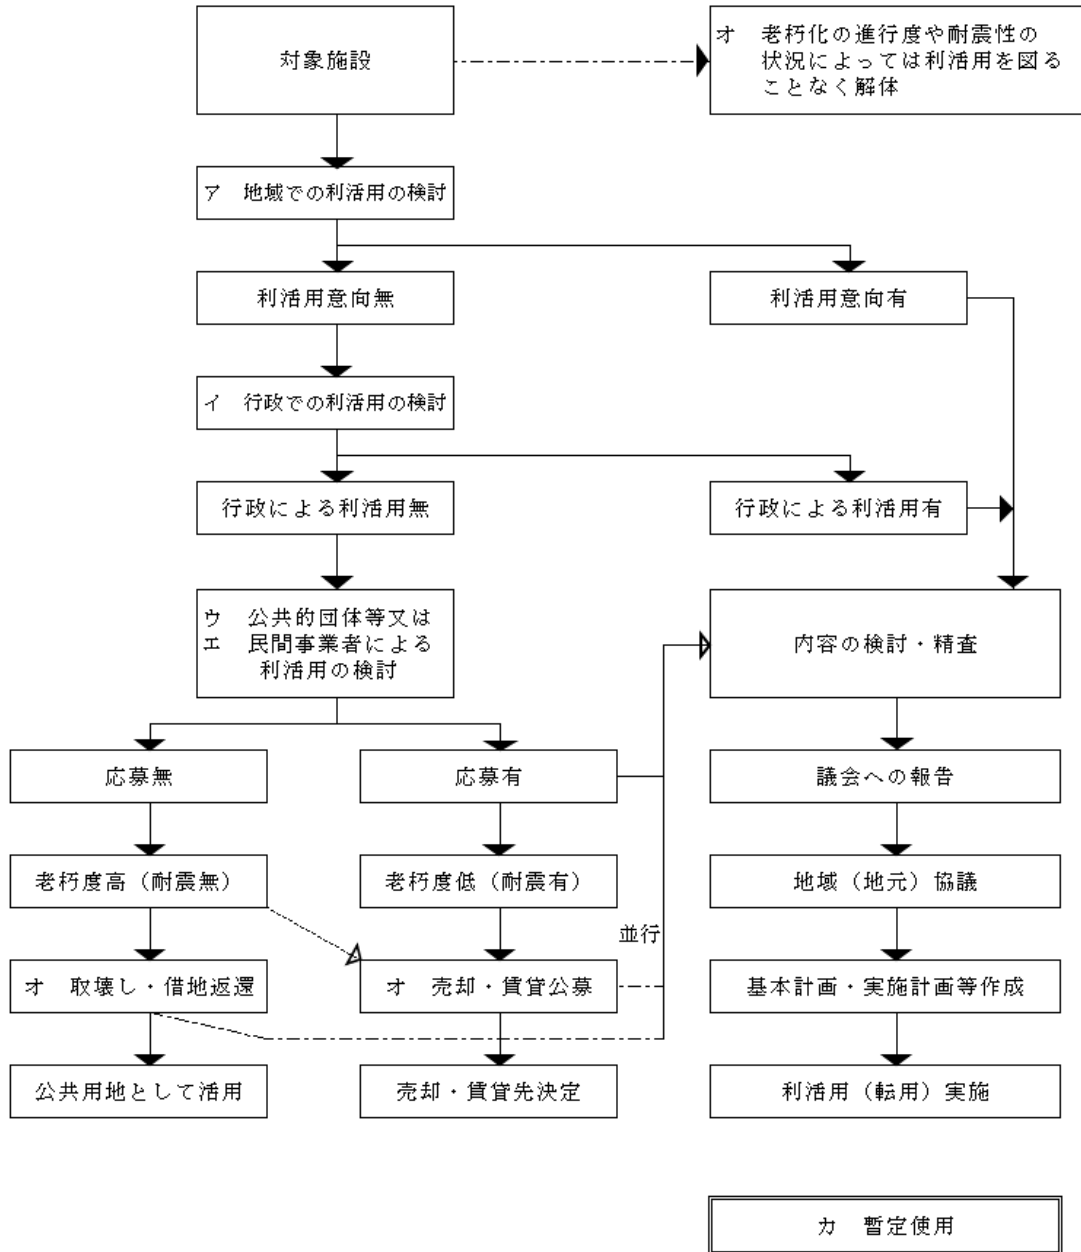 対象施設
オ 老朽化の進行度や耐震性の
状況によっては利活用を図る
ことなく解体
ア 地域での利活用の検討
利活用意向無
利活用意向有
イ 行政での利活用の検討
行政による利活用無
行政による利活用有
ウ 公共的団体等又は
エ 民間事業者による
利活用の検討
内容の検討・精査
応募無
応募有
議会への報告
老朽度高（耐震無）
老朽度低（耐震有）
地域（地元）協議
並行
オ 取壊し・借地返還
オ 売却・賃貸公募
基本計画・実施計画等作成
公共用地として活用
売却・賃貸先決定
利活用（転用）実施
カ 暫定使用